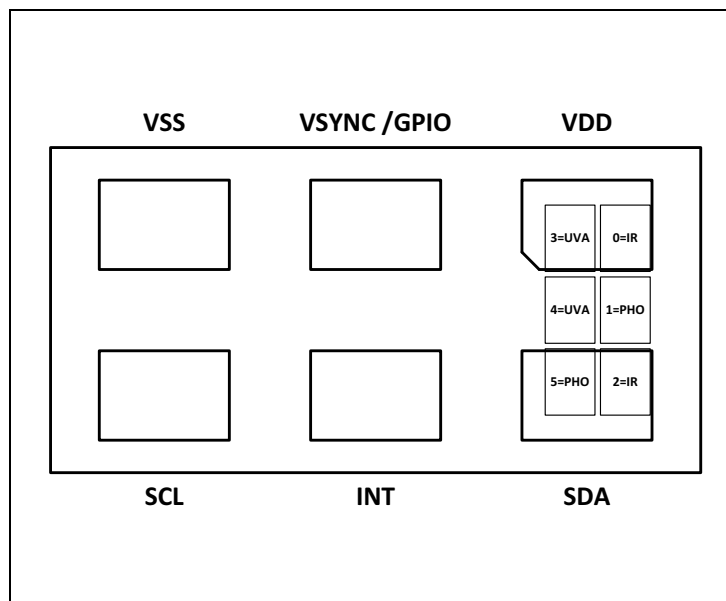 VSS VSYNC /GPIO VDD
3=UVA 0=IR
4=UVA 1=PHO
5=PHO 2=IR
SCL INT SDA